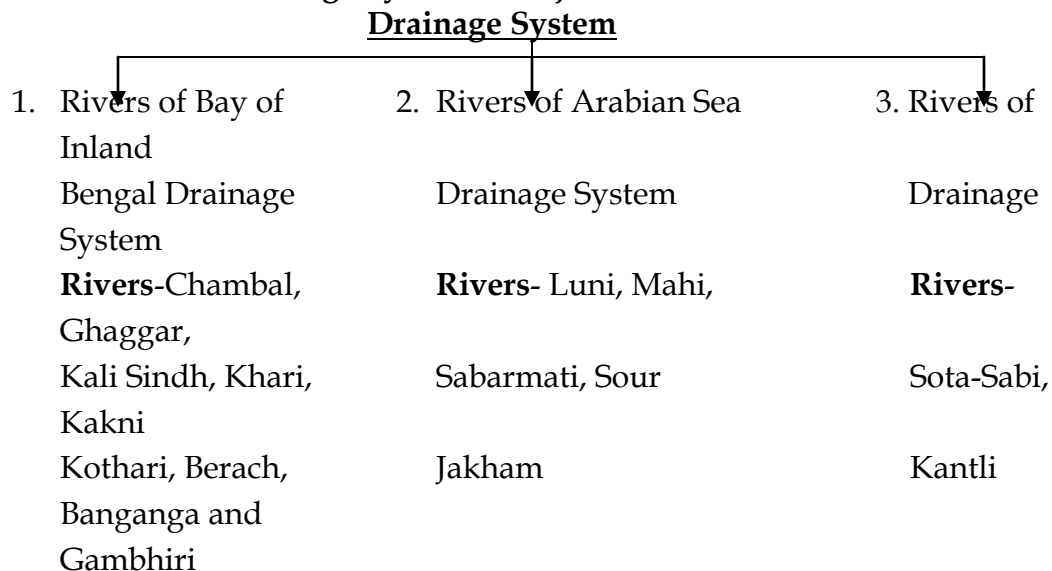 Drainage System
1. Rivers of Bay of 2. Rivers of Arabian Sea 3. Rivers of
Inland
Bengal Drainage Drainage System Drainage
System
Rivers-Chambal, Rivers- Luni, Mahi, Rivers-
Ghaggar,
Kali Sindh, Khari, Sabarmati, Sour Sota-Sabi,
Kakni
Kothari, Berach, Jakham Kantli
Banganga and
Gambhiri